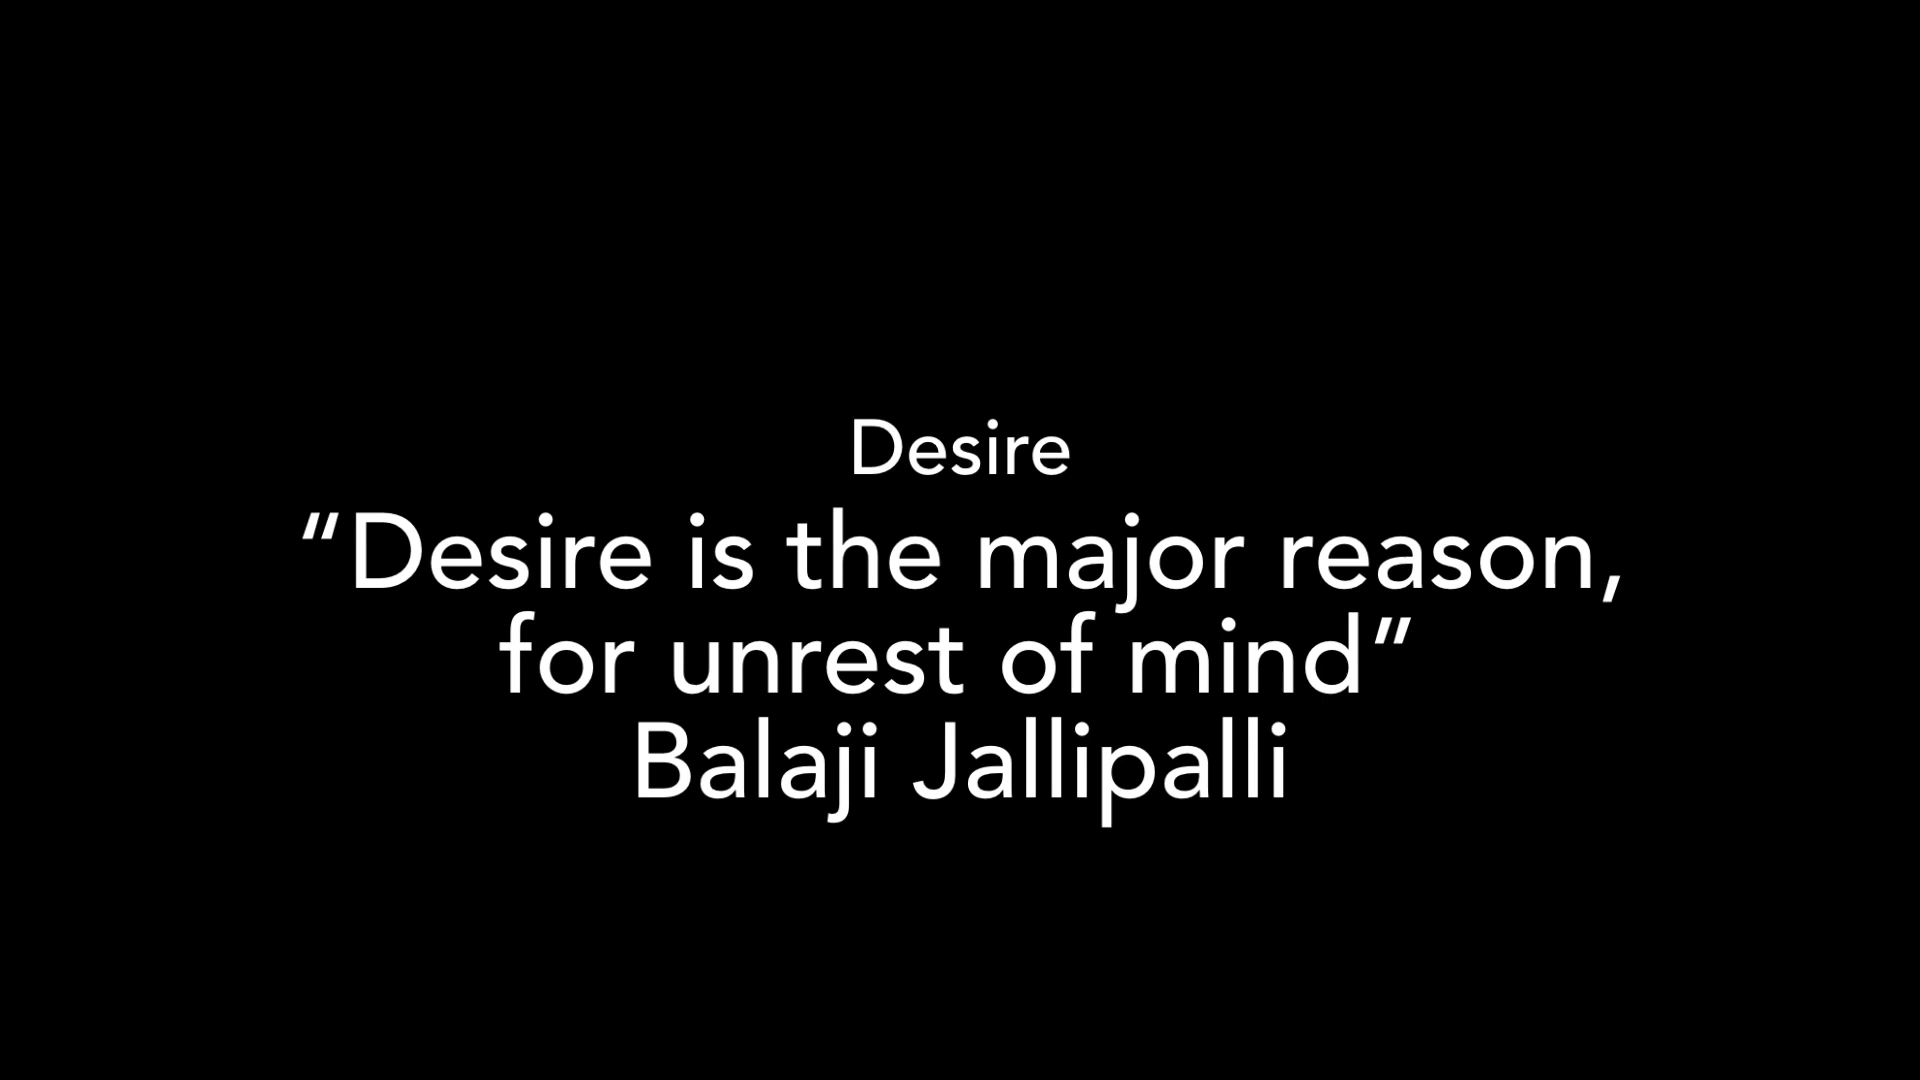 Desire
“Desire is the major reason,
for unrest of mind”
Balaji Jallipalli